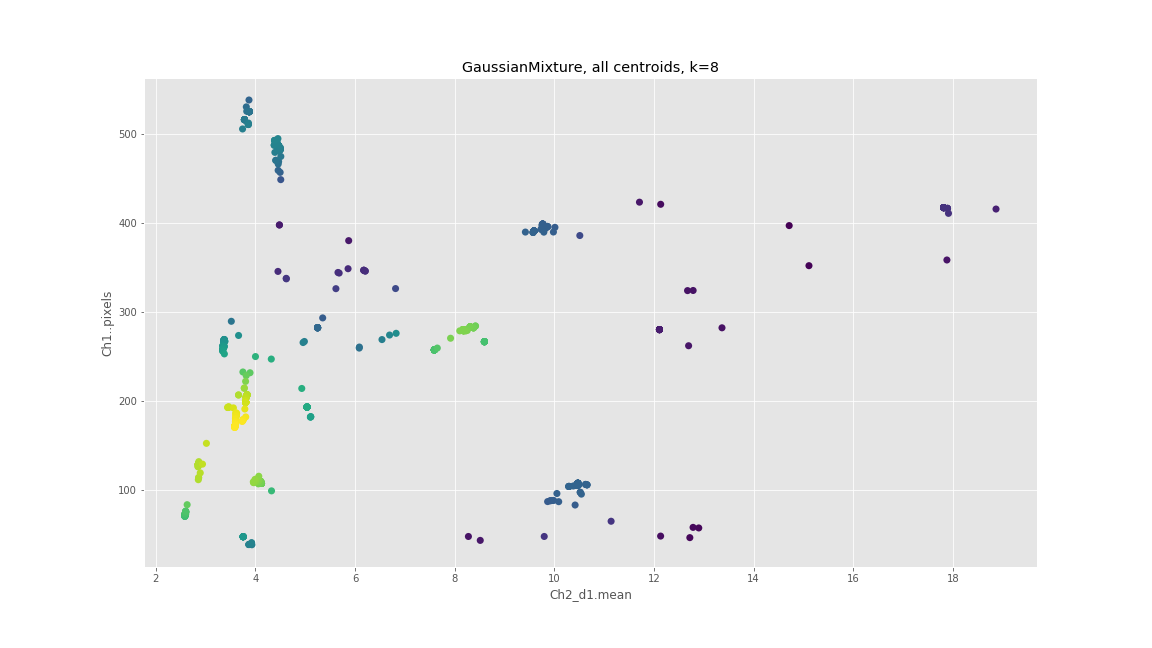 GaussianMixture, all centroids, k=8
500
400
300
200
100
Ch1..pixels
2 4 6 8 10 12 14 16 18
Ch2_d1.mean